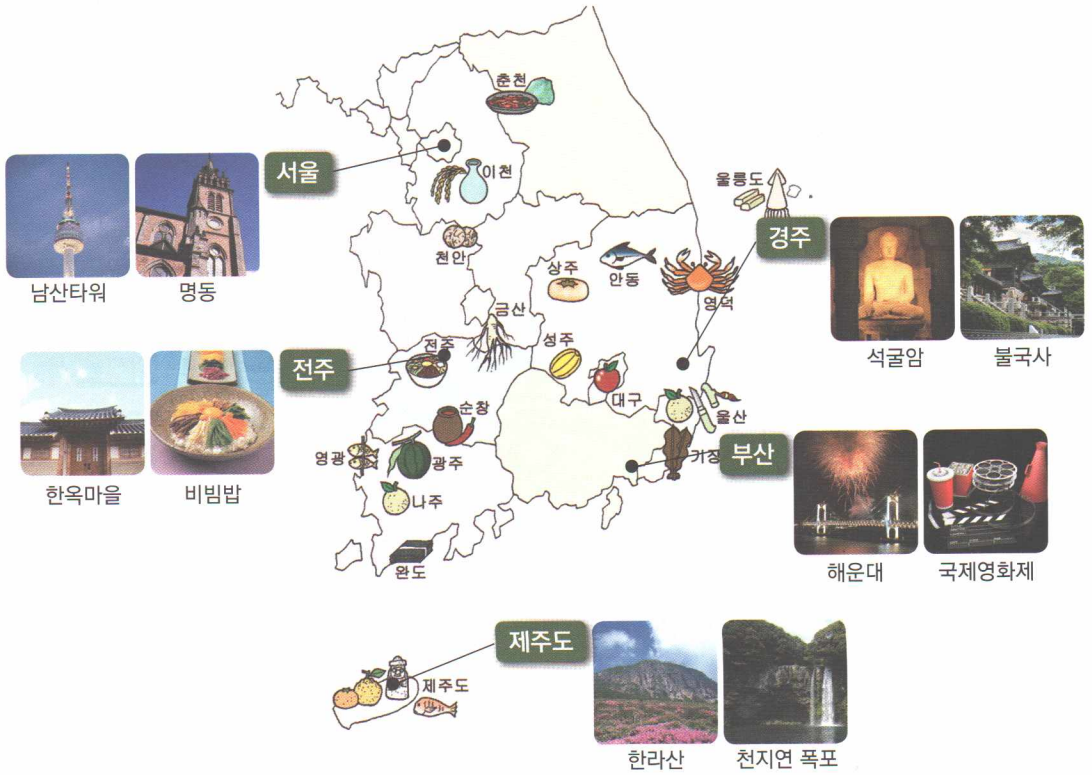 춘천
서울
이천
남산타워
명동
천안
울릉도
경주
상주
안동
영덕
석굴암
불국사
금산
전주
전주
성주
대구
울산
한옥마을
비빔밥
순창
영광
광주
나주
기장
부산
해운대
국제영화제
완도
제주도
제주도
한라산
천지연 폭포